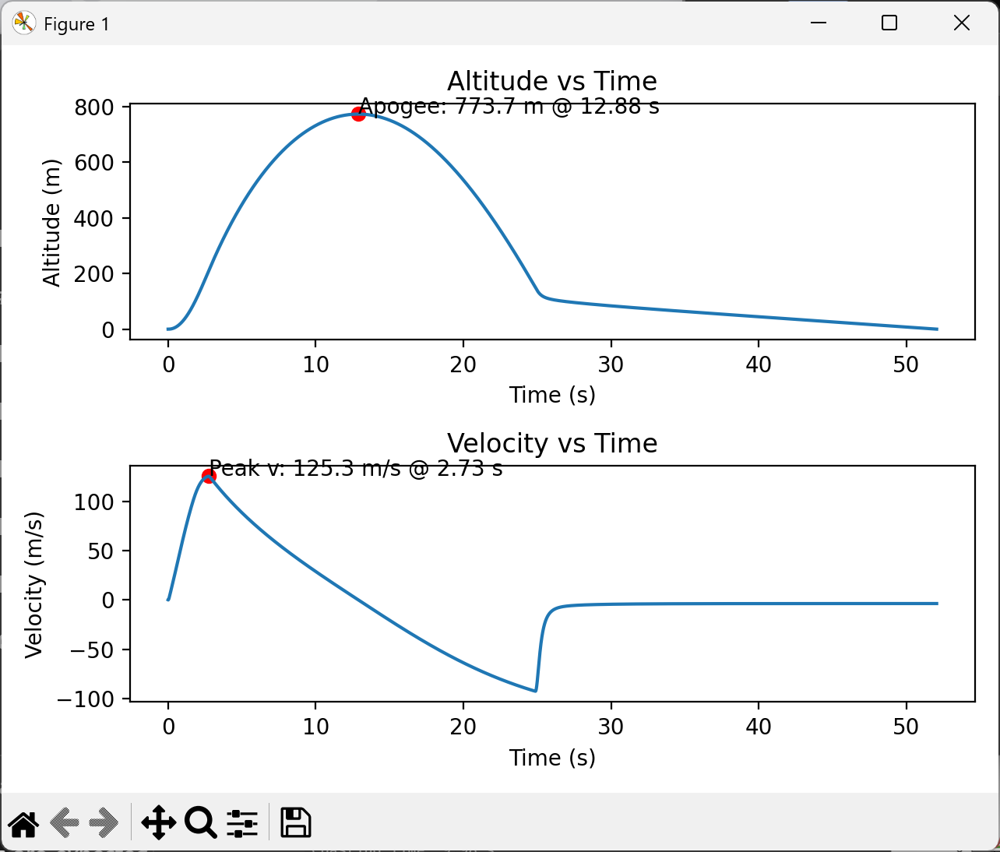 Figure 1
Altitude vs Time
Apogee: 773.7 m @ 12.88 s
Altitude (m)
800
600
400
200
0
0 10 20 30 40 50
Time (s)
Velocity vs Time
Peak v: 125.3 m/s @ 2.73 s
Velocity (m/s)
100
50
0
−50
−100
0 10 20 30 40 50
Time (s)